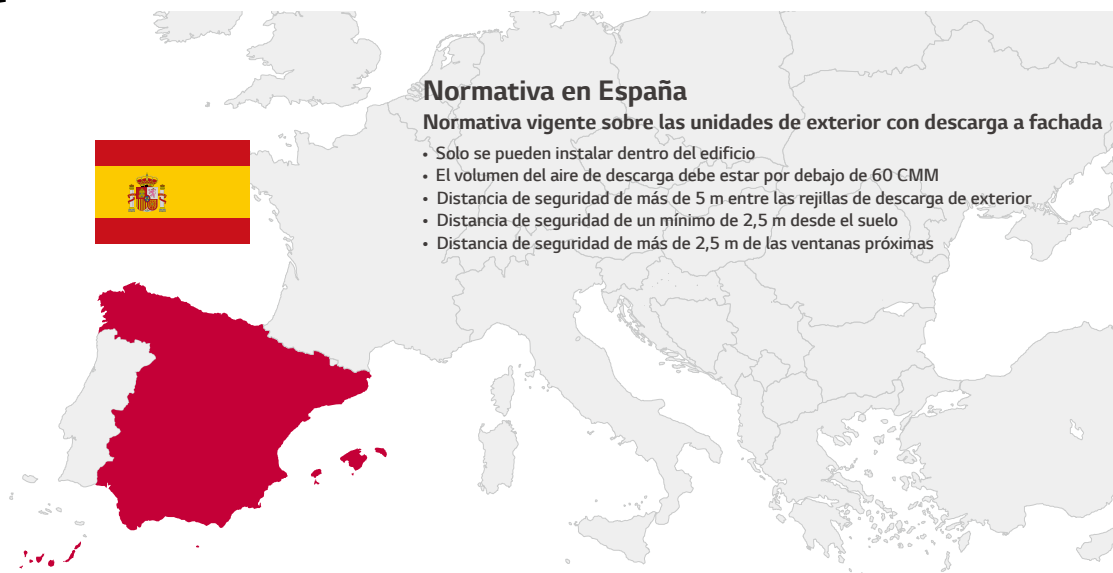 Normativa en España
Normativa vigente sobre las unidades de exterior con descarga a fachada
• Solo se pueden instalar dentro del edificio
• El volumen del aire de descarga debe estar por debajo de 60 CMM
• Distancia de seguridad de más de 5 m entre las rejillas de descarga de exterior
• Distancia de seguridad de un mínimo de 2,5 m desde el suelo
• Distancia de seguridad de más de 2,5 m de las ventanas próximas